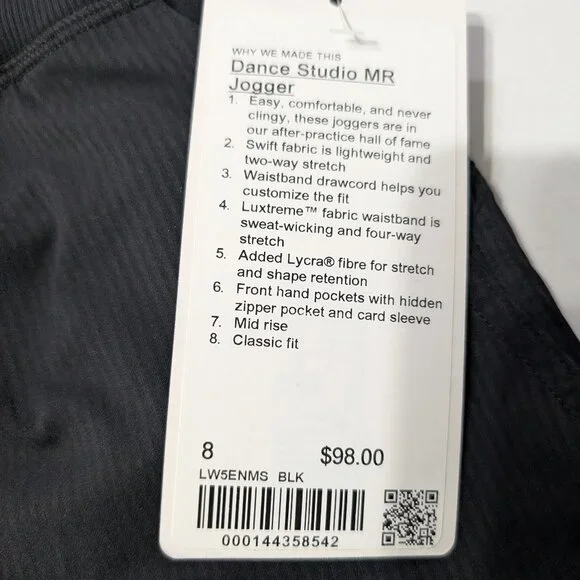 WHY WE MADE THIS
Dance Studio MR
Jogger
1. Easy, comfortable, and never
clingy, these joggers are in
our after-practice hall of fame
2. Swift fabric is lightweight and
two-way stretch
3. Waistband drawcord helps you
customize the fit
4. Luxtreme™ fabric waistband is
sweat-wicking and four-way
stretch
5. Added Lycra® fibre for stretch
and shape retention
6. Front hand pockets with hidden
zipper pocket and card sleeve
7. Mid rise
8. Classic fit
8 $98.00
LW5ENMS BLK
000144358542